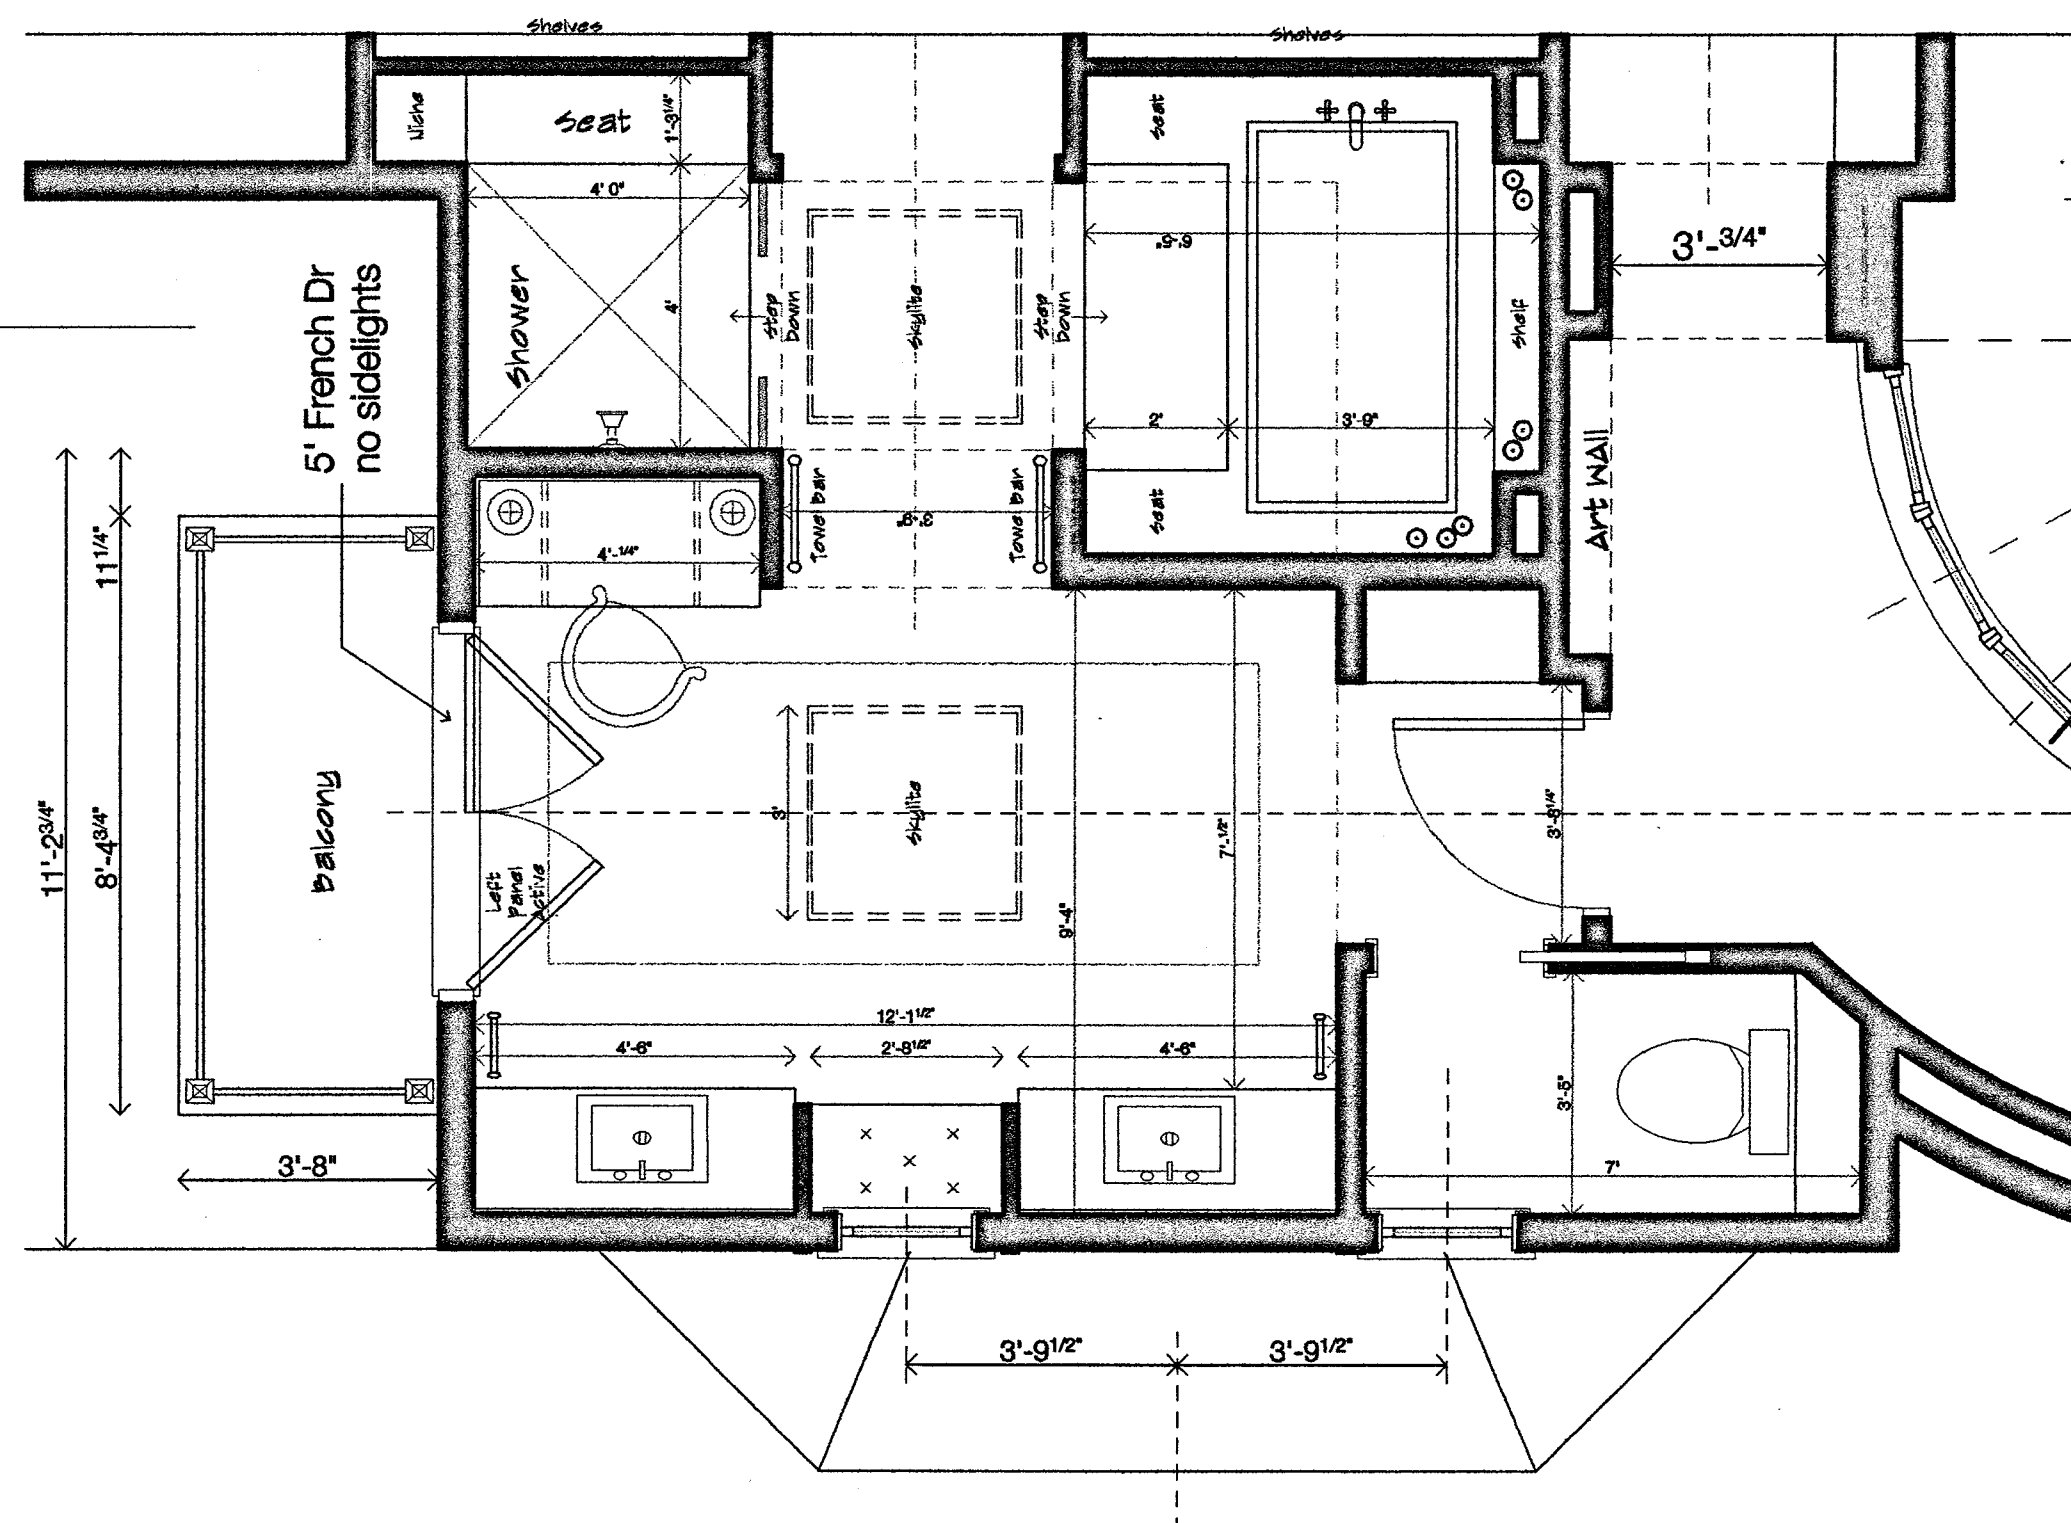 Shelves
Shelves
Niche
Seat
1'-3 1/4"
Seat
4' 0"
6'-5"
3'-3/4"
5' French Dr
no sidelights
Shower
4'
Step
Down
Skylite
Step
Down
Shelf
2'
3'-9"
Art Wall
Seat
Towel Bar
3'-9"
Towel Bar
4'-1/4"
11 1/4"
11'-2 3/4"
8'-4 3/4"
Balcony
Left
Panel
Active
3'
Skylite
9'-4"
7'-1/2"
3'-8 1/4"
12'-1 1/2"
4'-6"
2'-8 1/2"
4'-6"
3'-8"
7'
3'-9 1/2"
3'-9 1/2"